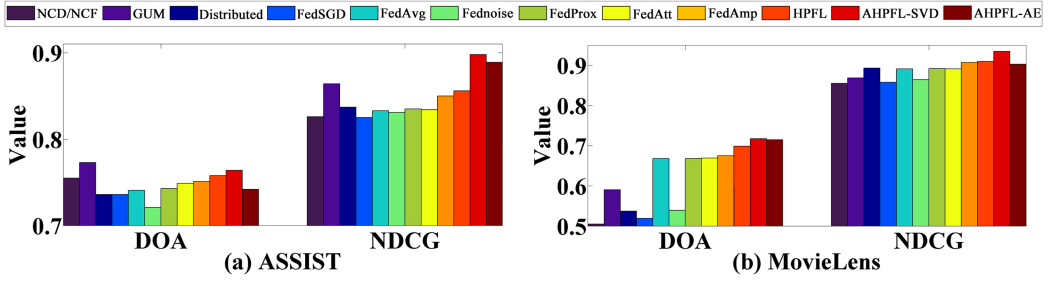 NCD/NCF GUM Distributed FedSGD FedAvg Fednoise FedProx FedAtt FedAmp HPFL AHPFL-SVD AHPFL-AE
Value
0.9
0.8
0.7
DOA NDCG
(a) ASSIST
Value
0.9
0.8
0.7
0.6
0.5
DOA NDCG
(b) MovieLens